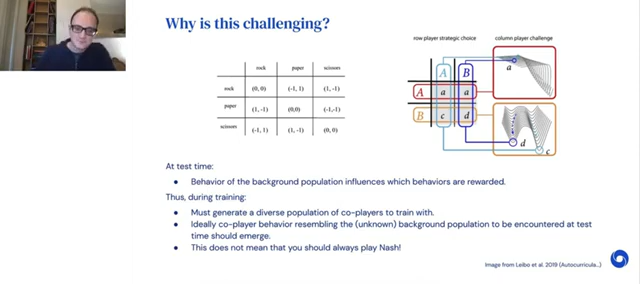 Why is this challenging?
row player strategic choice
column player challenge
rock paper scissors
rock (0, 0) (-1, 1) (1, -1)
paper (1, -1) (0,0) (-1,-1)
scissors (-1, 1) (1, -1) (0, 0)
A B
A a a
B c d
a
d
c
At test time:
• Behavior of the background population influences which behaviors are rewarded.
Thus, during training:
• Must generate a diverse population of co-players to train with.
• Ideally co-player behavior resembling the (unknown) background population to be encountered at test
time should emerge.
• This does not mean that you should always play Nash!
Image from Leibo et al. 2019 (Autocurricula...)